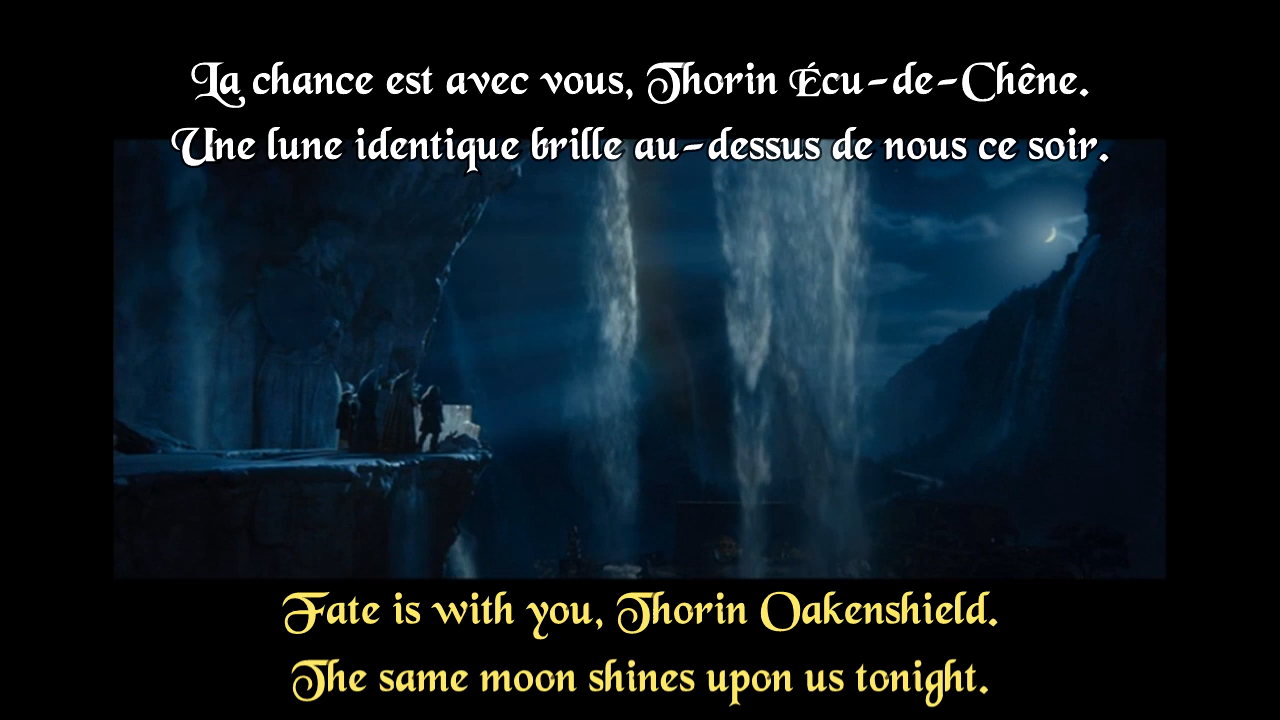 La chance est avec vous, Thorin Écu-de-Chêne.
Une lune identique brille au-dessus de nous ce soir.
Fate is with you, Thorin Oakenshield.
The same moon shines upon us tonight.